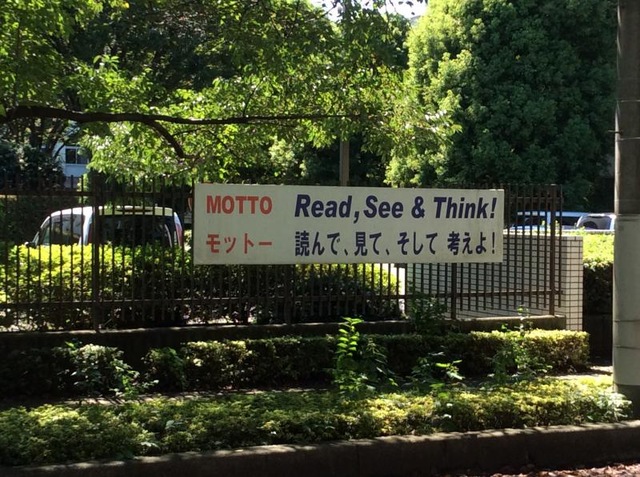 MOTTO Read, See & Think!
モットー 読んで、見て、そして 考えよ!